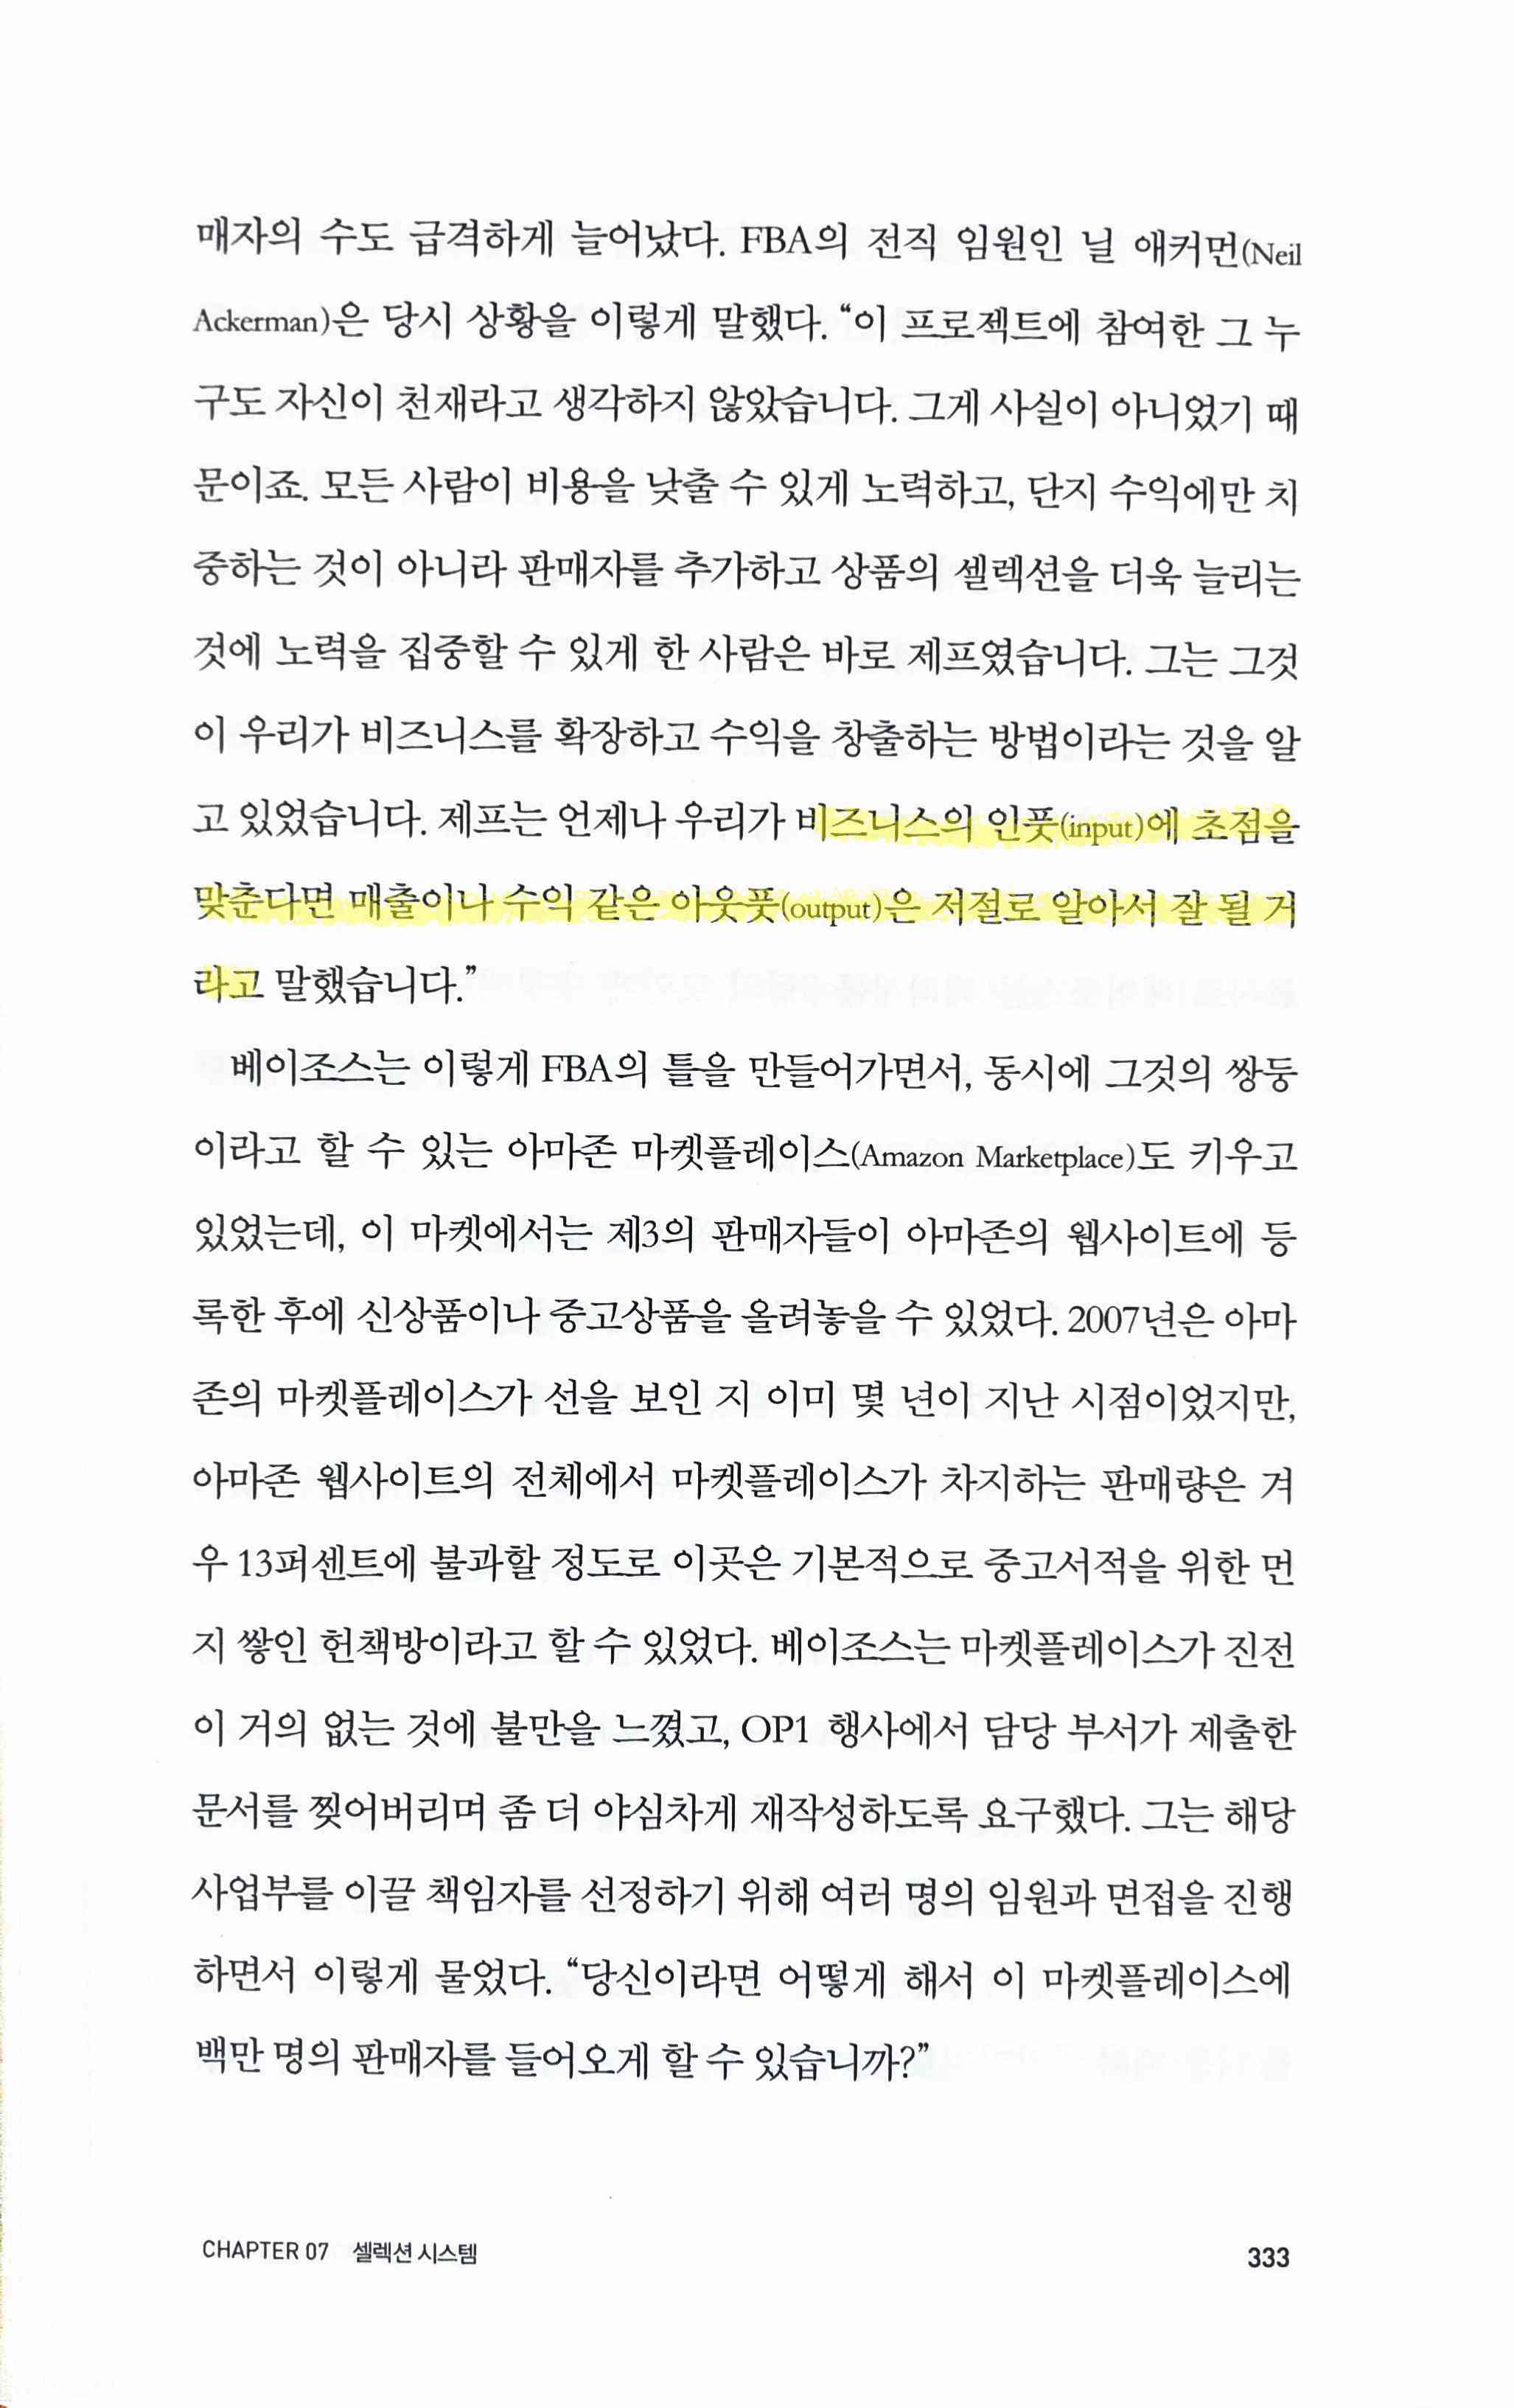 매자의 수도 급격하게 늘어났다. FBA의 전직 임원인 닐 애커먼(Neil
Ackerman)은 당시 상황을 이렇게 말했다. “이 프로젝트에 참여한 그 누
구도 자신이 천재라고 생각하지 않았습니다. 그게 사실이 아니었기 때
문이죠. 모든 사람이 비용을 낮출 수 있게 노력하고, 단지 수익에만 치
중하는 것이 아니라 판매자를 추가하고 상품의 셀렉션을 더욱 늘리는
것에 노력을 집중할 수 있게 한 사람은 바로 제프였습니다. 그는 그것
이 우리가 비즈니스를 확장하고 수익을 창출하는 방법이라는 것을 알
고 있었습니다. 제프는 언제나 우리가 비즈니스의 인풋(input)에 초점을
맞춘다면 매출이나 수익 같은 아웃풋(output)은 저절로 알아서 잘 될 거
라고 말했습니다.”
베이조스는 이렇게 FBA의 틀을 만들어가면서, 동시에 그것의 쌍둥
이라고 할 수 있는 아마존 마켓플레이스(Amazon Marketplace)도 키우고
있었는데, 이 마켓에서는 제3의 판매자들이 아마존의 웹사이트에 등
록한 후에 신상품이나 중고상품을 올려놓을 수 있었다. 2007년은 아마
존의 마켓플레이스가 선을 보인 지 이미 몇 년이 지난 시점이었지만,
아마존 웹사이트의 전체에서 마켓플레이스가 차지하는 판매량은 겨
우 13퍼센트에 불과할 정도로 이곳은 기본적으로 중고서적을 위한 먼
지 쌓인 헌책방이라고 할 수 있었다. 베이조스는 마켓플레이스가 진전
이 거의 없는 것에 불만을 느꼈고, OP1 행사에서 담당 부서가 제출한
문서를 찢어버리며 좀 더 야심차게 재작성하도록 요구했다. 그는 해당
사업부를 이끌 책임자를 선정하기 위해 여러 명의 임원과 면접을 진행
하면서 이렇게 물었다. “당신이라면 어떻게 해서 이 마켓플레이스에
백만 명의 판매자를 들어오게 할 수 있습니까?”
CHAPTER 07 셀렉션 시스템
333